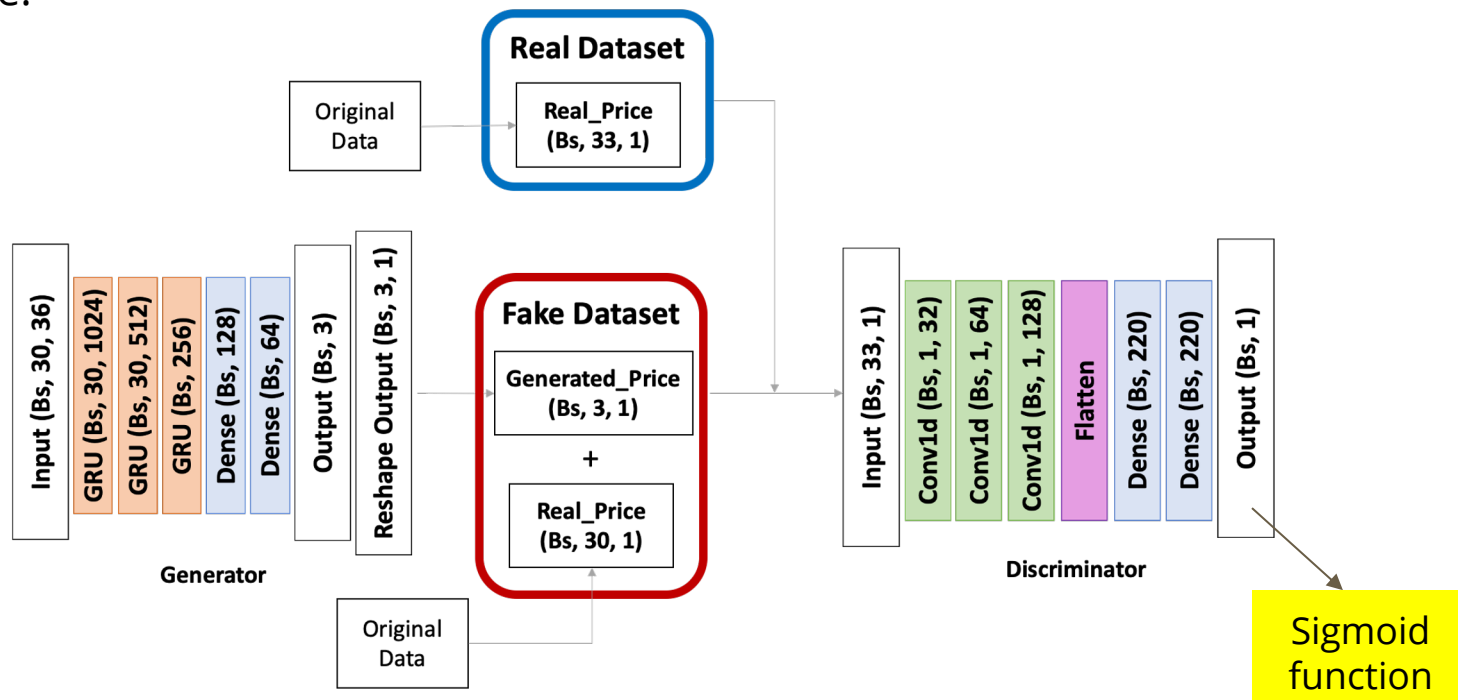 e.
Real Dataset
Original
Data
Real_Price
(Bs, 33, 1)
Input (Bs, 30, 36)
GRU (Bs, 30, 1024)
GRU (Bs, 30, 512)
GRU (Bs, 256)
Dense (Bs, 128)
Dense (Bs, 64)
Output (Bs, 3)
Reshape Output (Bs, 3, 1)
Generator
Fake Dataset
Generated_Price
(Bs, 3, 1)
+
Real_Price
(Bs, 30, 1)
Original
Data
Input (Bs, 33, 1)
Conv1d (Bs, 1, 32)
Conv1d (Bs, 1, 64)
Conv1d (Bs, 1, 128)
Flatten
Dense (Bs, 220)
Dense (Bs, 220)
Output (Bs, 1)
Discriminator
Sigmoid
function